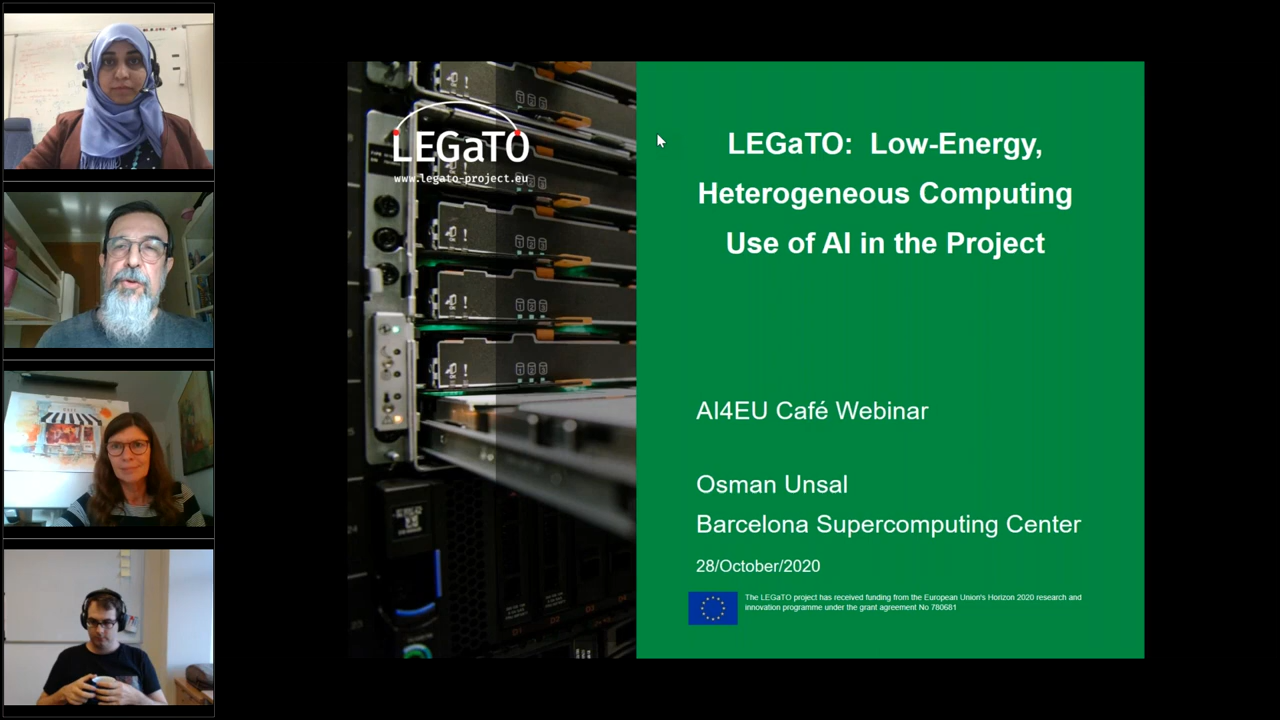 LEGaTO
www.legato-project.eu
LEGaTO: Low-Energy,
Heterogeneous Computing
Use of AI in the Project
AI4EU Café Webinar
Osman Unsal
Barcelona Supercomputing Center
28/October/2020
The LEGaTO project has received funding from the European Union's Horizon 2020 research and
innovation programme under the grant agreement No 780681